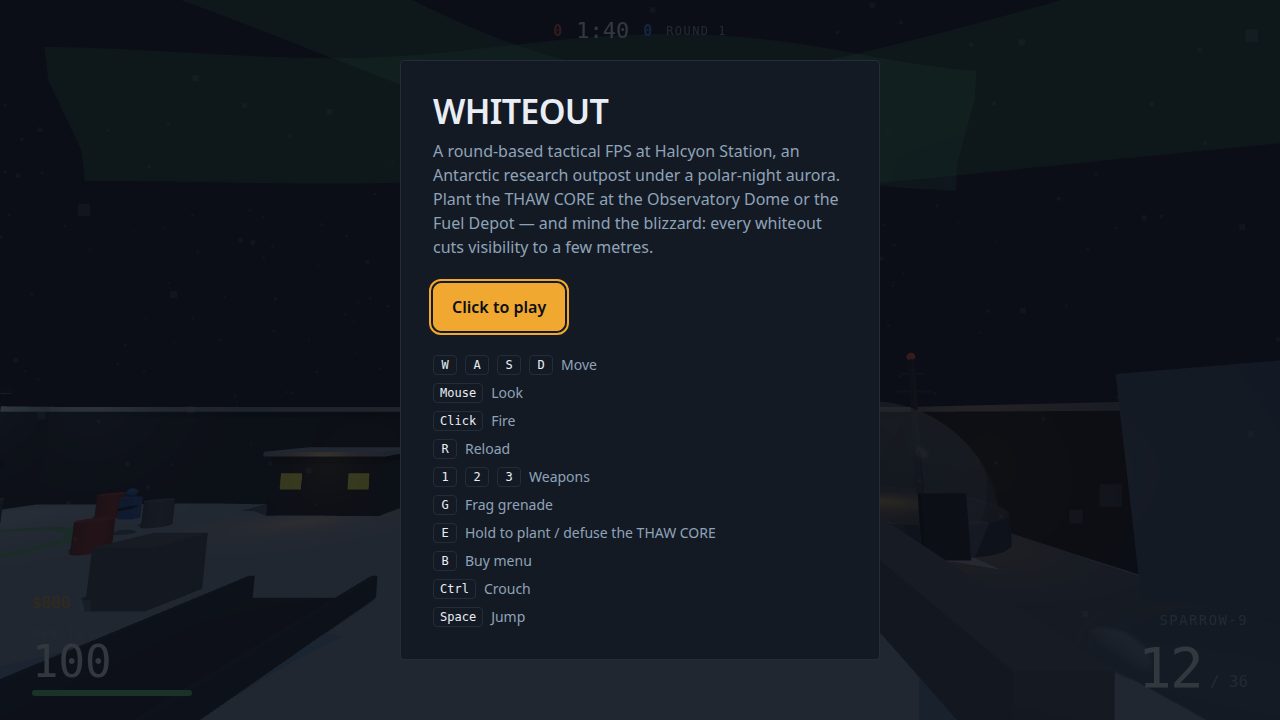 0 1:40 0 ROUND 1
WHITEOUT
A round-based tactical FPS at Halcyon Station, an
Antarctic research outpost under a polar-night aurora.
Plant the THAW CORE at the Observatory Dome or the
Fuel Depot — and mind the blizzard: every whiteout
cuts visibility to a few metres.
Click to play
W A S D Move
Mouse Look
Click Fire
R Reload
1 2 3 Weapons
G Frag grenade
E Hold to plant / defuse the THAW CORE
B Buy menu
Ctrl Crouch
Space Jump
$800
100
SPARROW-9
12 / 36